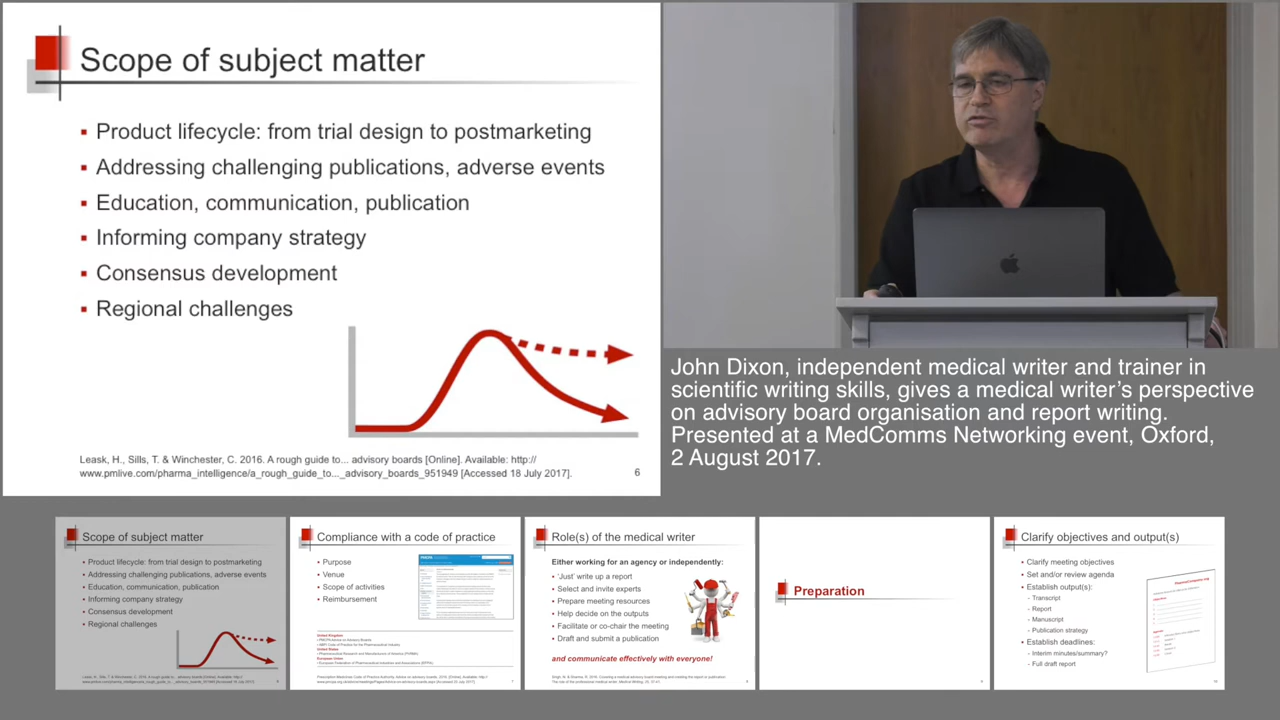 Scope of subject matter
▪ Product lifecycle: from trial design to postmarketing
▪ Addressing challenging publications, adverse events
▪ Education, communication, publication
▪ Informing company strategy
▪ Consensus development
▪ Regional challenges
Leask, H., Sills, T. & Winchester, C. 2016. A rough guide to... advisory boards [Online]. Available: http://
www.pmlive.com/pharma_intelligence/a_rough_guide_to..._advisory_boards_951949 [Accessed 18 July 2017].
6
John Dixon, independent medical writer and trainer in
scientific writing skills, gives a medical writer's perspective
on advisory board organisation and report writing.
Presented at a MedComms Networking event, Oxford,
2 August 2017.
Scope of subject matter
• Product lifecycle: from trial design to postmarketing
• Addressing challenging publications, adverse events
• Education, communication, publication
• Informing company strategy
• Consensus development
• Regional challenges
Compliance with a code of practice
• Purpose
• Venue
• Scope of activities
• Reimbursement
United Kingdom
United States
European Union
Role(s) of the medical writer
Either working for an agency or independently:
• 'Just' write up a report
• Select and invite experts
• Prepare meeting resources
• Help decide on the outputs
• Facilitate or co-chair the meeting
• Draft and submit a publication
and communicate effectively with everyone!
Preparation
Clarify objectives and output(s)
• Clarify meeting objectives
• Set and/or review agenda
• Establish output(s):
- Transcript
- Report
- Manuscript
- Publication strategy
• Establish deadlines:
- Interim minutes/summary?
- Full draft report